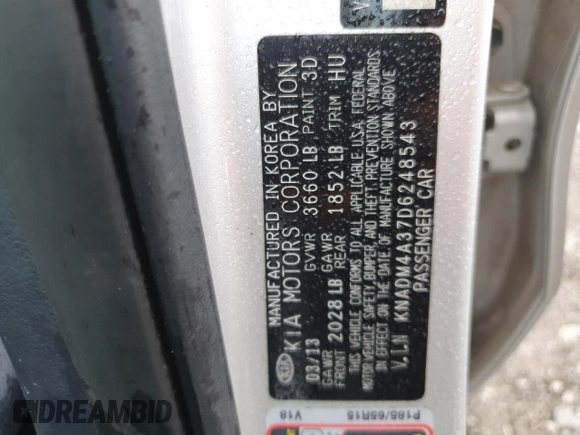 MANUFACTURED IN KOREA BY
KIA MOTORS CORPORATION
03/13 GVWR 3660 LB PAINT 3D
GAWR FRONT 2028 LB GAWR REAR 1852 LB TRIM HU
THIS VEHICLE CONFORMS TO ALL APPLICABLE U.S.A. FEDERAL
MOTOR VEHICLE SAFETY, BUMPER, AND THEFT PREVENTION STANDARDS
IN EFFECT ON THE DATE OF MANUFACTURE SHOWN ABOVE
V.I.N KNADM4A37D6248543
PASSENGER CAR
V18
P185/65R15
DREAMBID